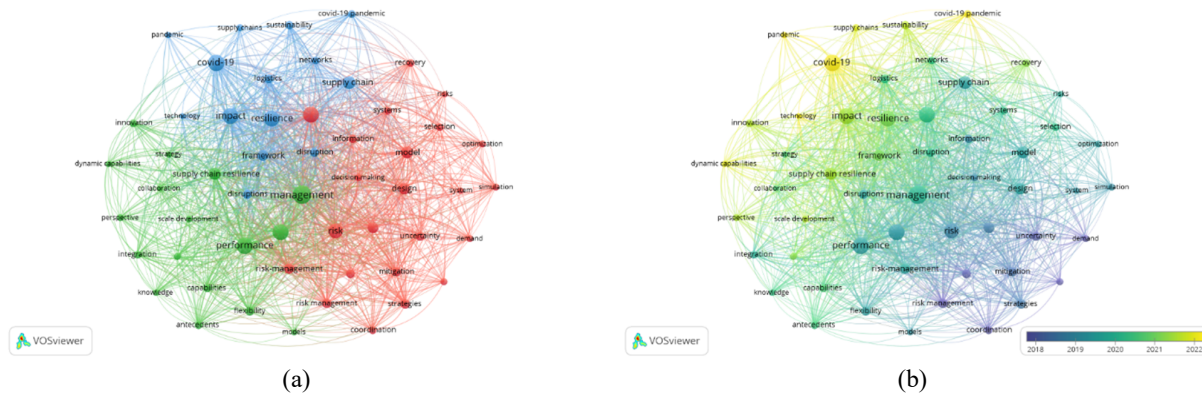 covid-19 pandemic
supply chains
sustainability
pandemic
covid-19
networks
recovery
logistics
supply chain
risks
impact
resilience
systems
technology
innovation
information
selection
optimization
strategy
framework
disruption
model
dynamic capabilities
supply chain resilience
decision-making
collaboration
disruptions
management
design
system
simulation
perspective
scale development
performance
risk
uncertainty
demand
integration
risk-management
mitigation
knowledge
capabilities
risk management
strategies
flexibility
antecedents
models
coordination
VOSviewer
(a)
covid-19 pandemic
supply chains
sustainability
pandemic
covid-19
networks
recovery
logistics
supply chain
risks
impact
resilience
systems
technology
innovation
information
selection
optimization
strategy
framework
disruption
model
dynamic capabilities
supply chain resilience
decision-making
collaboration
disruptions
management
design
system
simulation
perspective
scale development
performance
risk
uncertainty
demand
integration
risk-management
mitigation
knowledge
capabilities
risk management
strategies
flexibility
antecedents
models
coordination
VOSviewer
2018 2019 2020 2021 2022
(b)